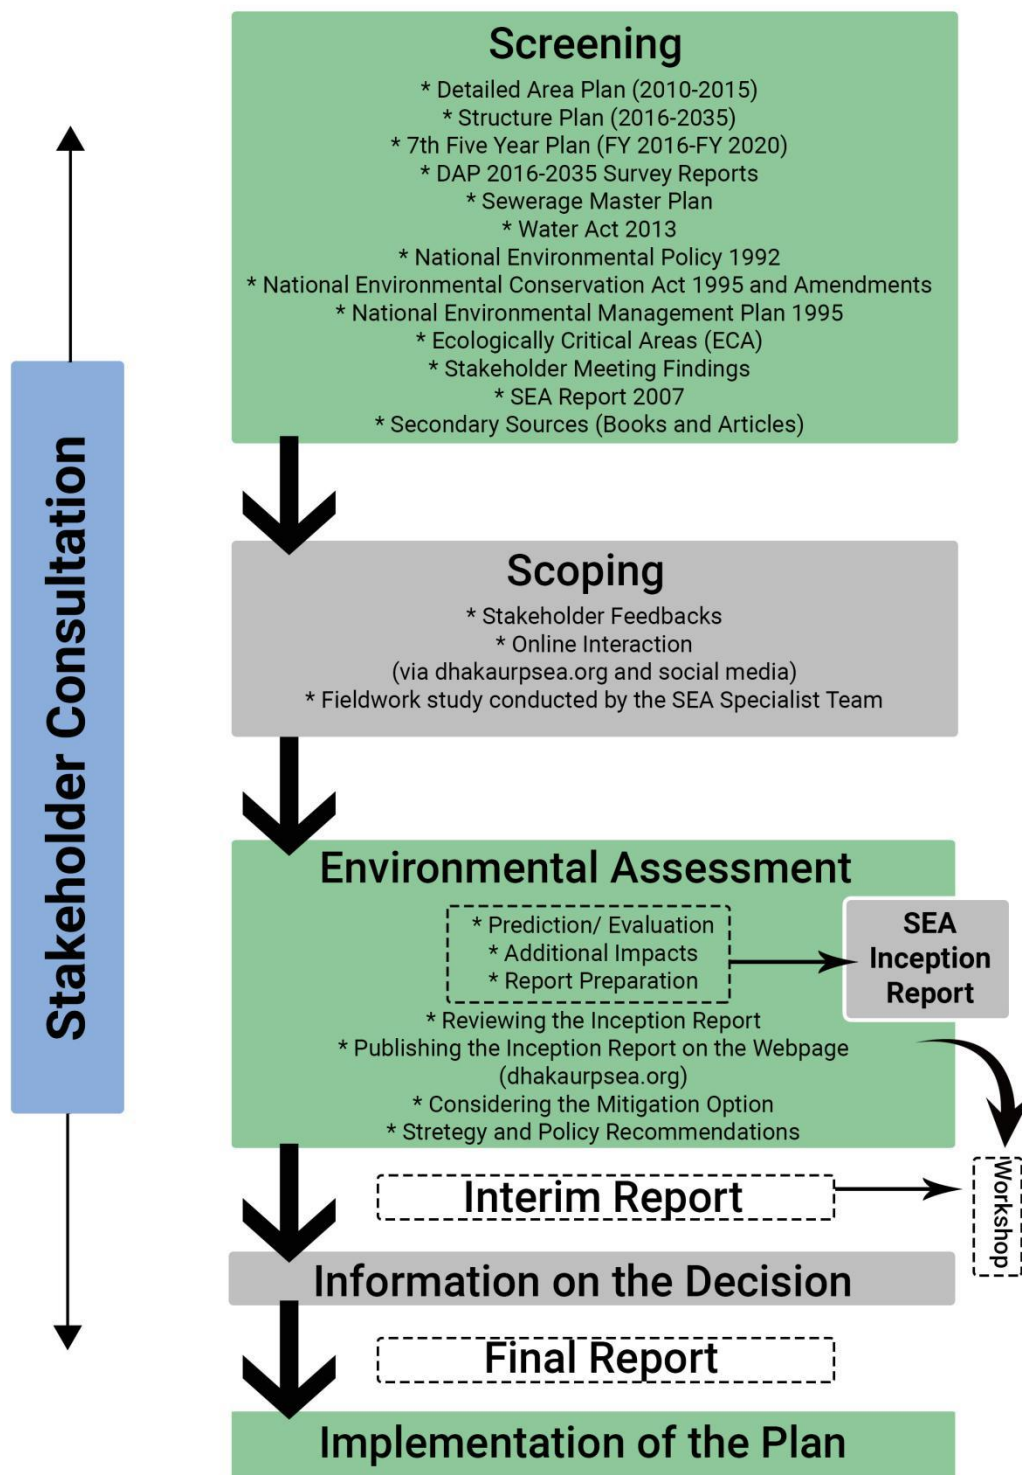 Stakeholder Consultation
Screening
* Detailed Area Plan (2010-2015)
* Structure Plan (2016-2035)
* 7th Five Year Plan (FY 2016-FY 2020)
* DAP 2016-2035 Survey Reports
* Sewerage Master Plan
* Water Act 2013
* National Environmental Policy 1992
* National Environmental Conservation Act 1995 and Amendments
* National Environmental Management Plan 1995
* Ecologically Critical Areas (ECA)
* Stakeholder Meeting Findings
* SEA Report 2007
* Secondary Sources (Books and Articles)
Scoping
* Stakeholder Feedbacks
* Online Interaction
(via dhakaurpsea.org and social media)
* Fieldwork study conducted by the SEA Specialist Team
Environmental Assessment
* Prediction/ Evaluation
* Additional Impacts
* Report Preparation
SEA
Inception
Report
* Reviewing the Inception Report
* Publishing the Inception Report on the Webpage
(dhakaurpsea.org)
* Considering the Mitigation Option
* Stretegy and Policy Recommendations
Interim Report
Workshop
Information on the Decision
Final Report
Implementation of the Plan